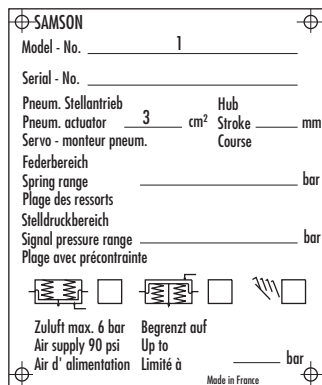 SAMSON
Model - No. 1
Serial - No.
Pneum. Stellantrieb Hub
Pneum. actuator 3 cm² Stroke mm
Servo - monteur pneum. Course
Federbereich
Spring range bar
Plage des ressorts
Stelldruckbereich
Signal pressure range bar
Plage avec précontrainte
Zuluft max. 6 bar Begrenzt auf
Air supply 90 psi Up to
Air d' alimentation Limité à bar
Made in France